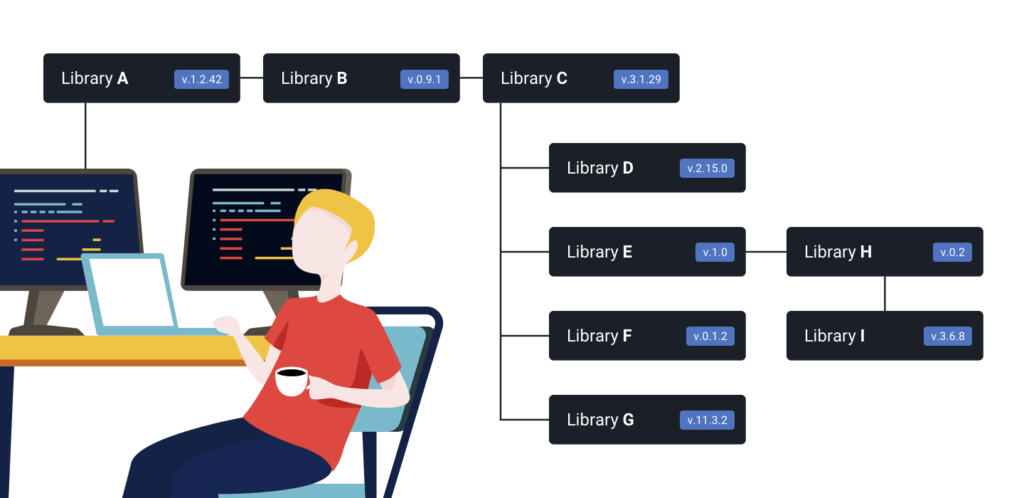 Library A v.1.2.42
Library B v.0.9.1
Library C v.3.1.29
Library D v.2.15.0
Library E v.1.0
Library H v.0.2
Library F v.0.1.2
Library I v.3.6.8
Library G v.11.3.2